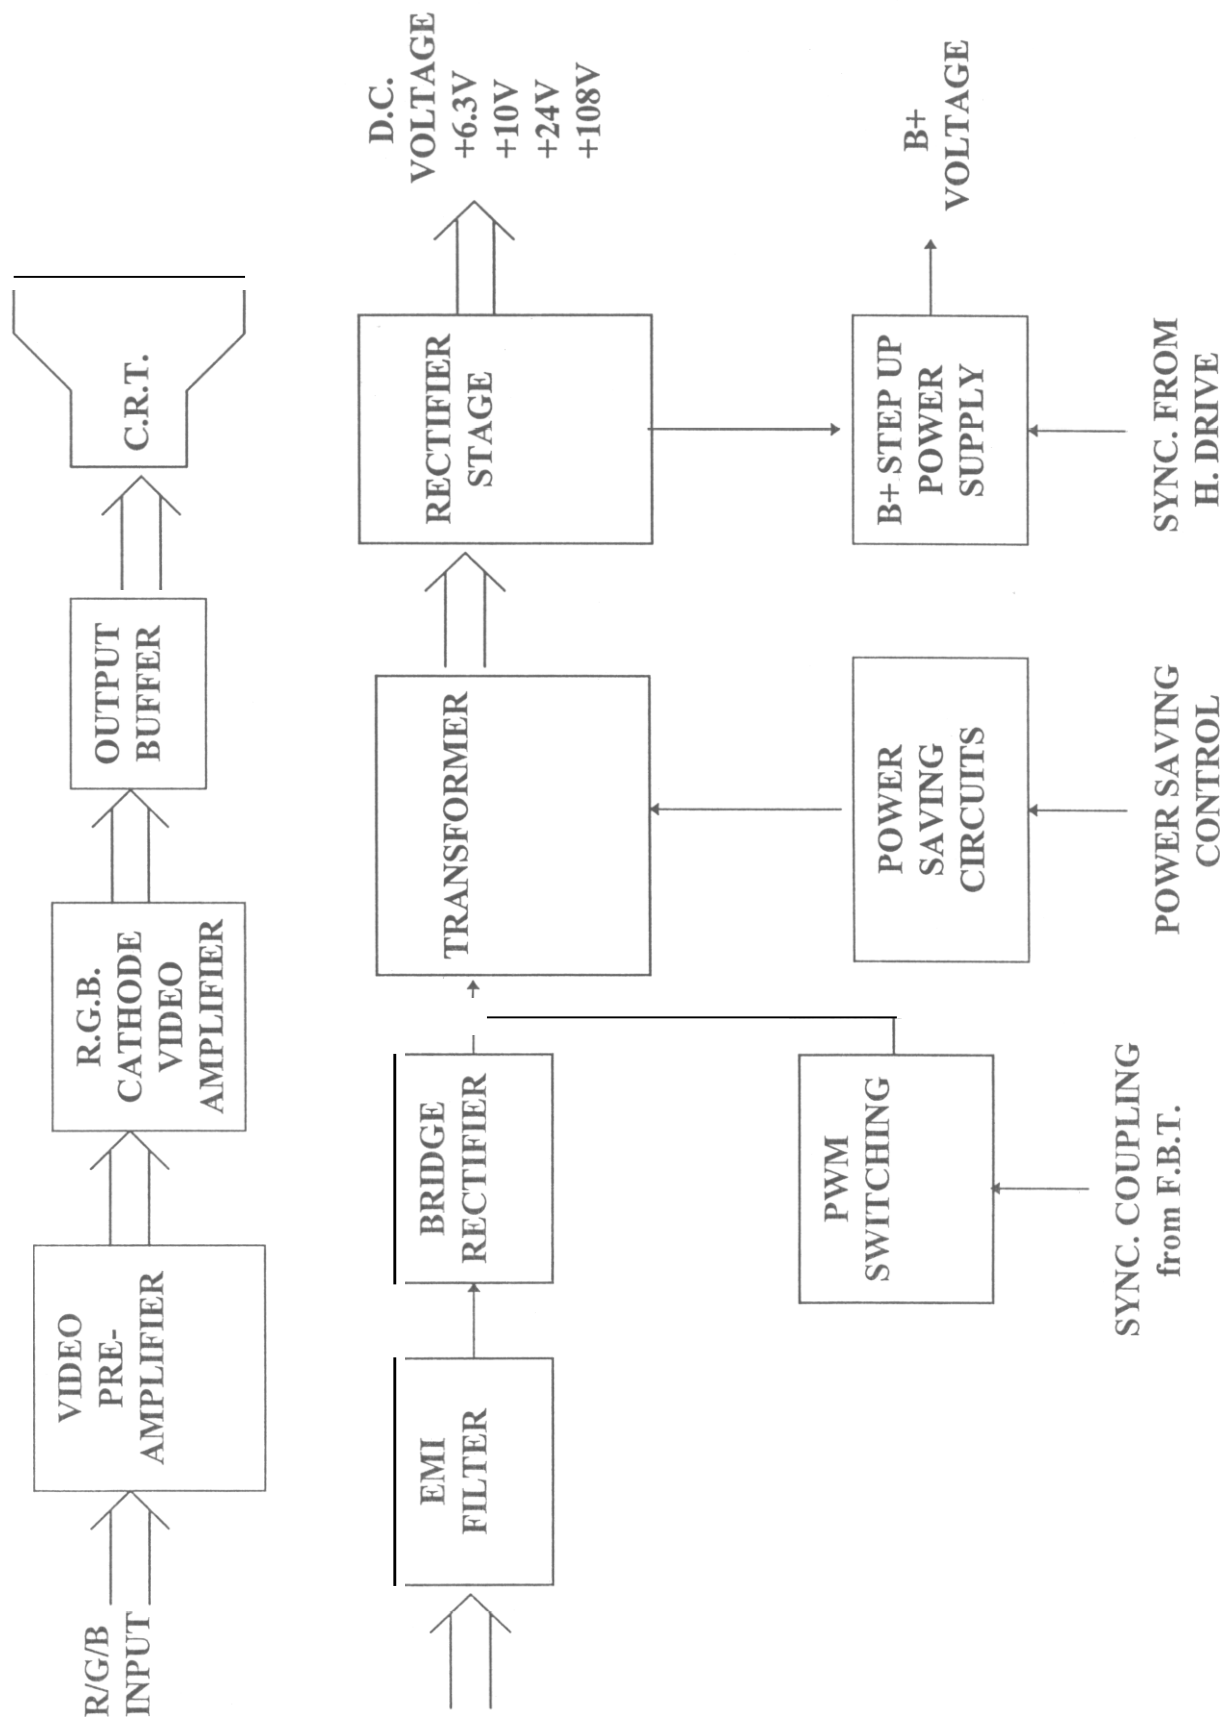 R/G/B
INPUT
VIDEO
PRE-
AMPLIFIER
R.G.B.
CATHODE
VIDEO
AMPLIFIER
OUTPUT
BUFFER
C.R.T.
EMI
FILTER
BRIDGE
RECTIFIER
TRANSFORMER
RECTIFIER
STAGE
D.C.
VOLTAGE
+6.3V
+10V
+24V
+108V
PWM
SWITCHING
SYNC. COUPLING
from F.B.T.
POWER
SAVING
CIRCUITS
POWER SAVING
CONTROL
B+ STEP UP
POWER
SUPPLY
SYNC. FROM
H. DRIVE
B+
VOLTAGE